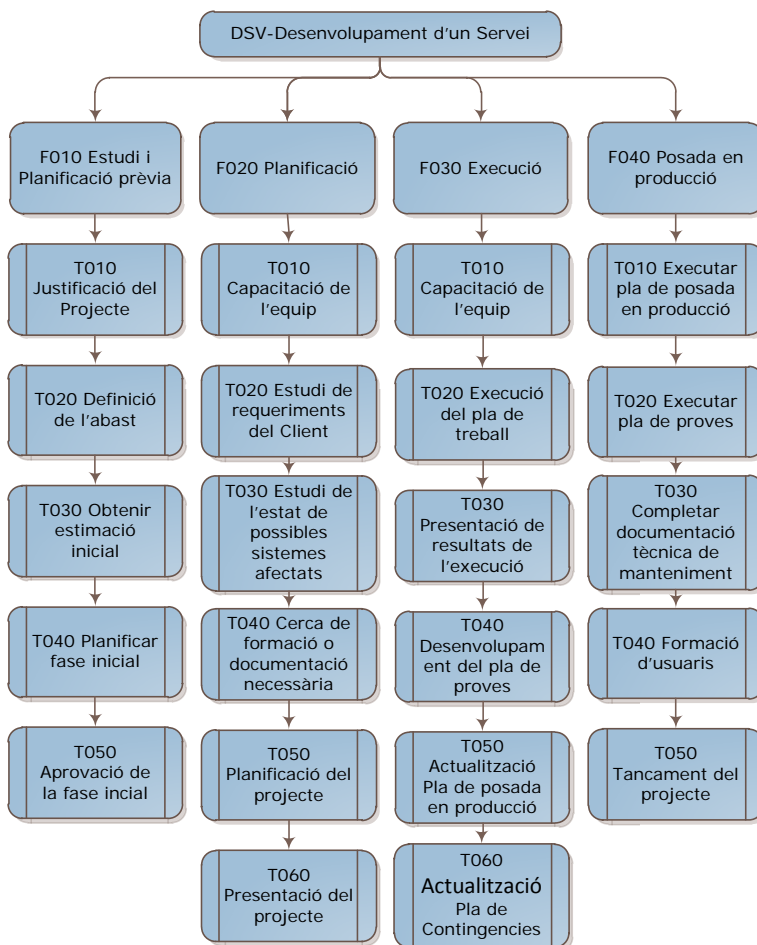 DSV-Desenvolupament d'un Servei
F010 Estudi i
Planificació prèvia
T010
Justificació del
Projecte
T020 Definició
de l'abast
T030 Obtenir
estimació
inicial
T040 Planificar
fase inicial
T050
Aprovació de
la fase incial
F020 Planificació
T010
Capacitació de
l'equip
T020 Estudi de
requeriments
del Client
T030 Estudi de
l'estat de
possibles
sistemes
afectats
T040 Cerca de
formació o
documentació
necessària
T050
Planificació del
projecte
T060
Presentació del
projecte
F030 Execució
T010
Capacitació de
l'equip
T020 Execució
del pla de
treball
T030
Presentació de
resultats de
l'execució
T040
Desenvolupam
ent del pla de
proves
T050
Actualització
Pla de posada
en producció
T060
Actualització
Pla de
Contingencies
F040 Posada en
producció
T010 Executar
pla de posada
en producció
T020 Executar
pla de proves
T030
Completar
documentació
tècnica de
manteniment
T040 Formació
d'usuaris
T050
Tancament del
projecte